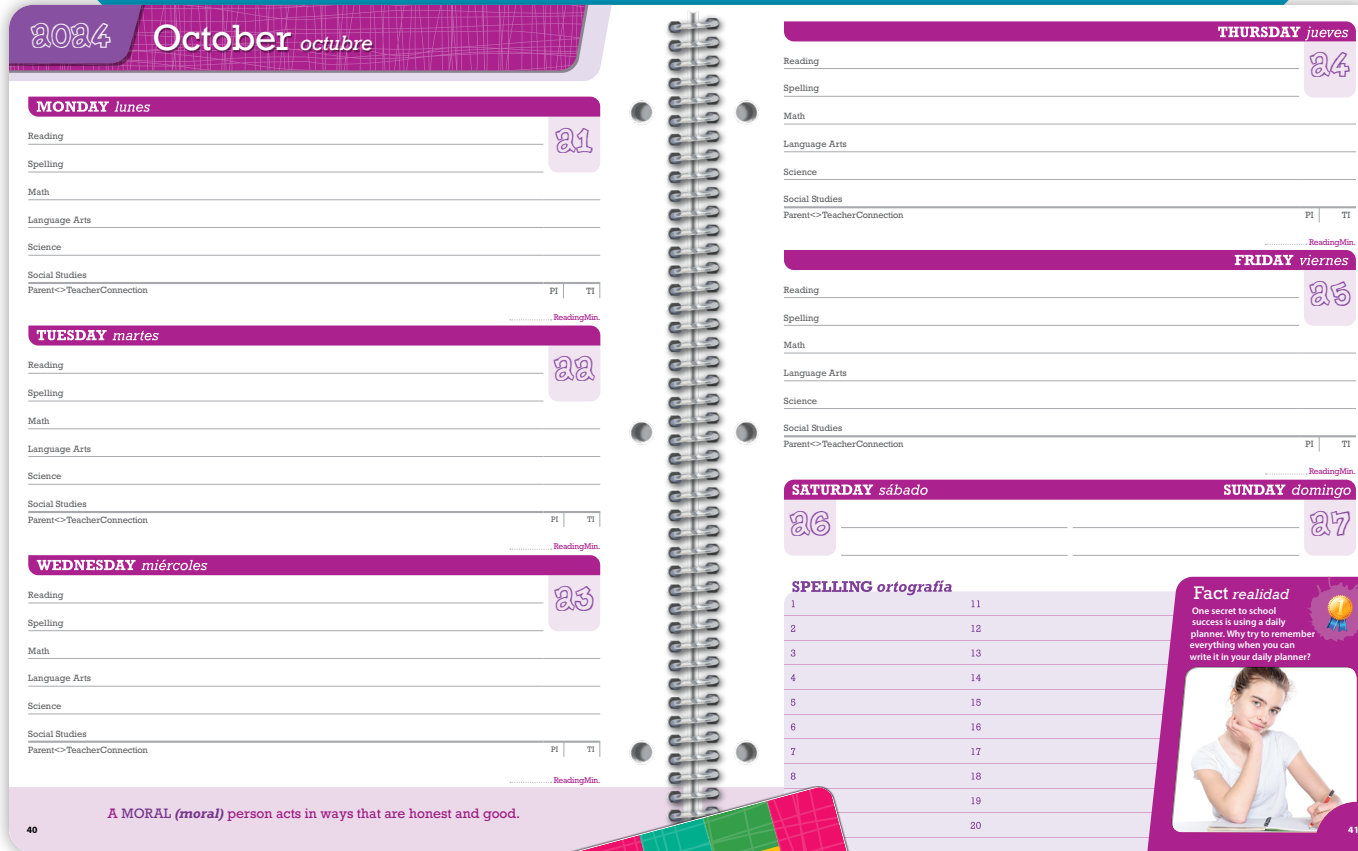 2024
October octubre
MONDAY lunes
21
Reading
Spelling
Math
Language Arts
Science
Social Studies
Parent<>TeacherConnection PI TI
ReadingMin.
TUESDAY martes
22
Reading
Spelling
Math
Language Arts
Science
Social Studies
Parent<>TeacherConnection PI TI
ReadingMin.
WEDNESDAY miércoles
23
Reading
Spelling
Math
Language Arts
Science
Social Studies
Parent<>TeacherConnection PI TI
ReadingMin.
A MORAL (moral) person acts in ways that are honest and good.
40
THURSDAY jueves
24
Reading
Spelling
Math
Language Arts
Science
Social Studies
Parent<>TeacherConnection PI TI
ReadingMin.
FRIDAY viernes
25
Reading
Spelling
Math
Language Arts
Science
Social Studies
Parent<>TeacherConnection PI TI
ReadingMin.
SATURDAY sábado SUNDAY domingo
26 27
SPELLING ortografía
1 11
2 12
3 13
4 14
5 15
6 16
7 17
8 18
19
20
Fact realidad
1
One secret to school
success is using a daily
planner. Why try to remember
everything when you can
write it in your daily planner?
41